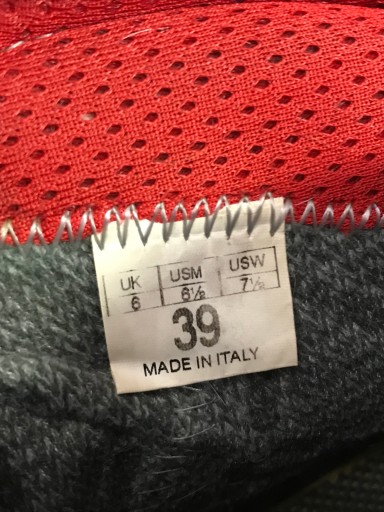 UK USM USW
6 6½ 7½
39
MADE IN ITALY